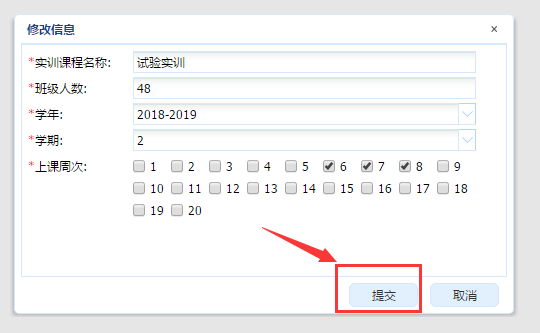 修改信息 ×
*实训课程名称: 试验实训
*班级人数: 48
*学年: 2018-2019
*学期: 2
*上课周次: 1 2 3 4 5 6 7 8 9
10 11 12 13 14 15 16 17 18
19 20
提交 取消